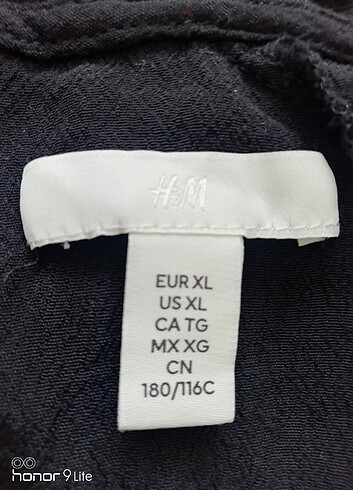 H&M
EUR XL
US XL
CA TG
MX XG
CN
180/116C
honor 9 Lite